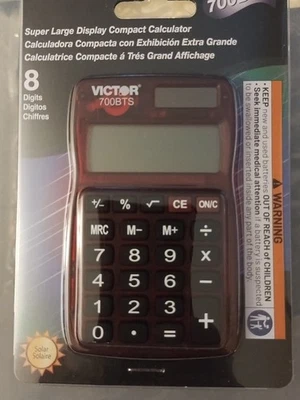 700B
Super Large Display Compact Calculator
Calculadora Compacta con Exhibición Extra Grande
Calculatrice Compacte á Trés Grand Affichage
8
Digits
Dígitos
Chiffres
VICTOR
700BTS
+/- % √ CE ON/C
MRC M- M+ ÷
7 8 9 x
4 5 6 −
1 2 3 +
0 . =
Solar
Solaire
WARNING
• KEEP new and used batteries OUT OF REACH of CHILDREN
• Seek immediate medical attention if a battery is suspected
to be swallowed or inserted inside any part of the body.